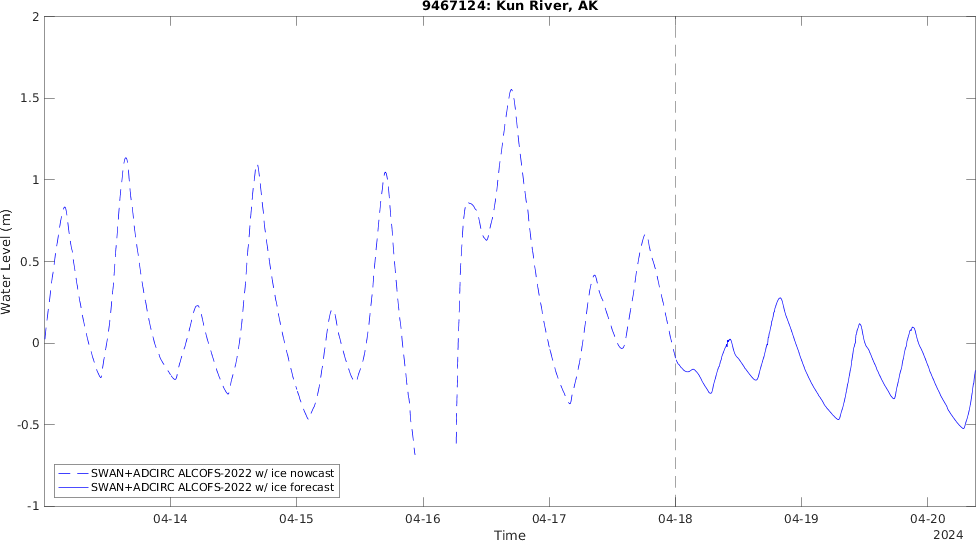 9467124: Kun River, AK
2
1.5
1
0.5
0
-0.5
-1
Water Level (m)
SWAN+ADCIRC ALCOFS-2022 w/ ice nowcast
SWAN+ADCIRC ALCOFS-2022 w/ ice forecast
04-14 04-15 04-16 04-17 04-18 04-19 04-20
Time
2024